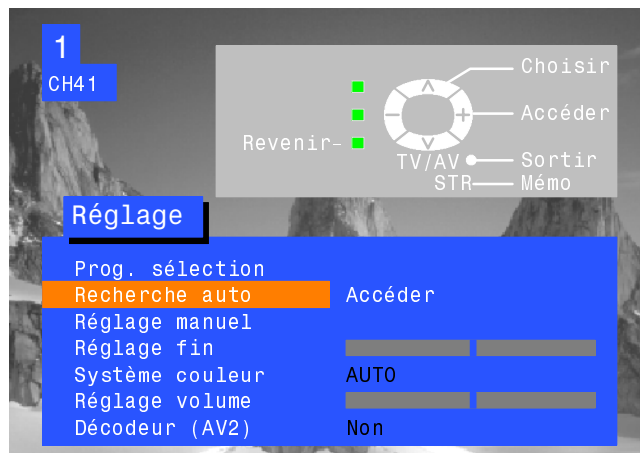 1
CH41
Choisir
Accéder
Revenir
TV/AV Sortir
STR Mémo
Réglage
Prog. sélection
Recherche auto Accéder
Réglage manuel
Réglage fin
Système couleur AUTO
Réglage volume
Décodeur (AV2) Non